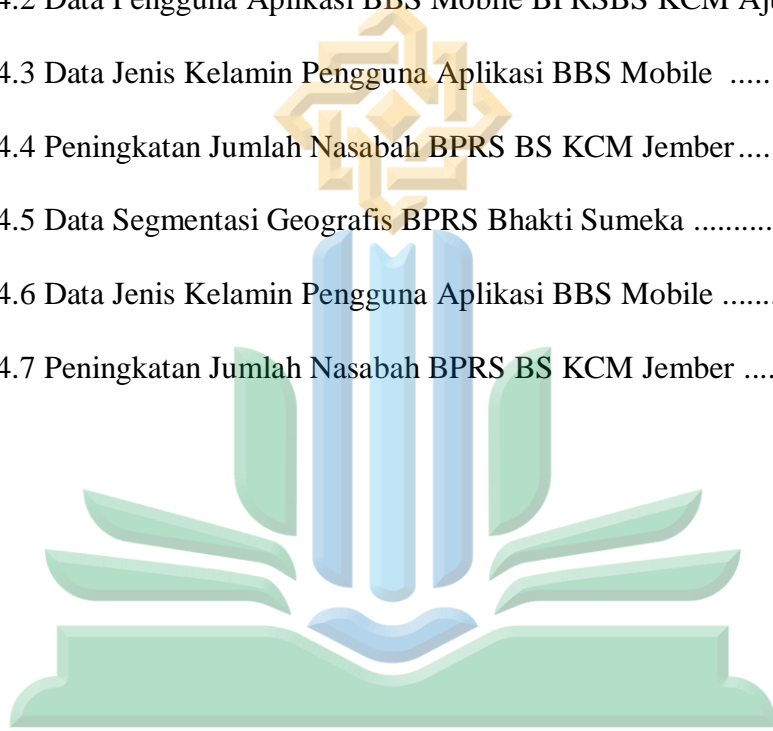 4.2 Data Pengguna Aplikasi BBS Mobile BPRSBS KCM
4.3 Data Jenis Kelamin Pengguna Aplikasi BBS Mobile .....
4.4 Peningkatan Jumlah Nasabah BPRS BS KCM Jember ....
4.5 Data Segmentasi Geografis BPRS Bhakti Sumeka ..........
4.6 Data Jenis Kelamin Pengguna Aplikasi BBS Mobile .......
4.7 Peningkatan Jumlah Nasabah BPRS BS KCM Jember ....